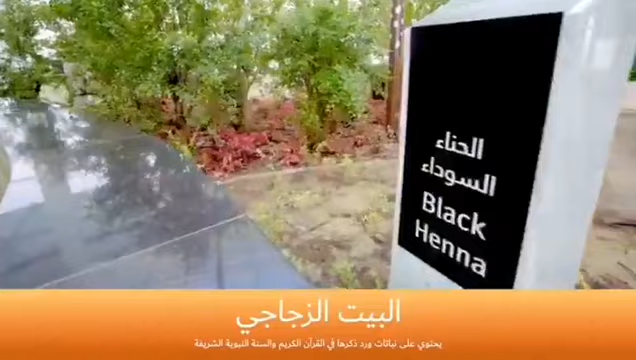 الحناء
السوداء
Black
Henna
البيت الزجاجي
يحتوي على نباتات ورد ذكرها في القرآن الكريم والسنة النبوية الشريفة